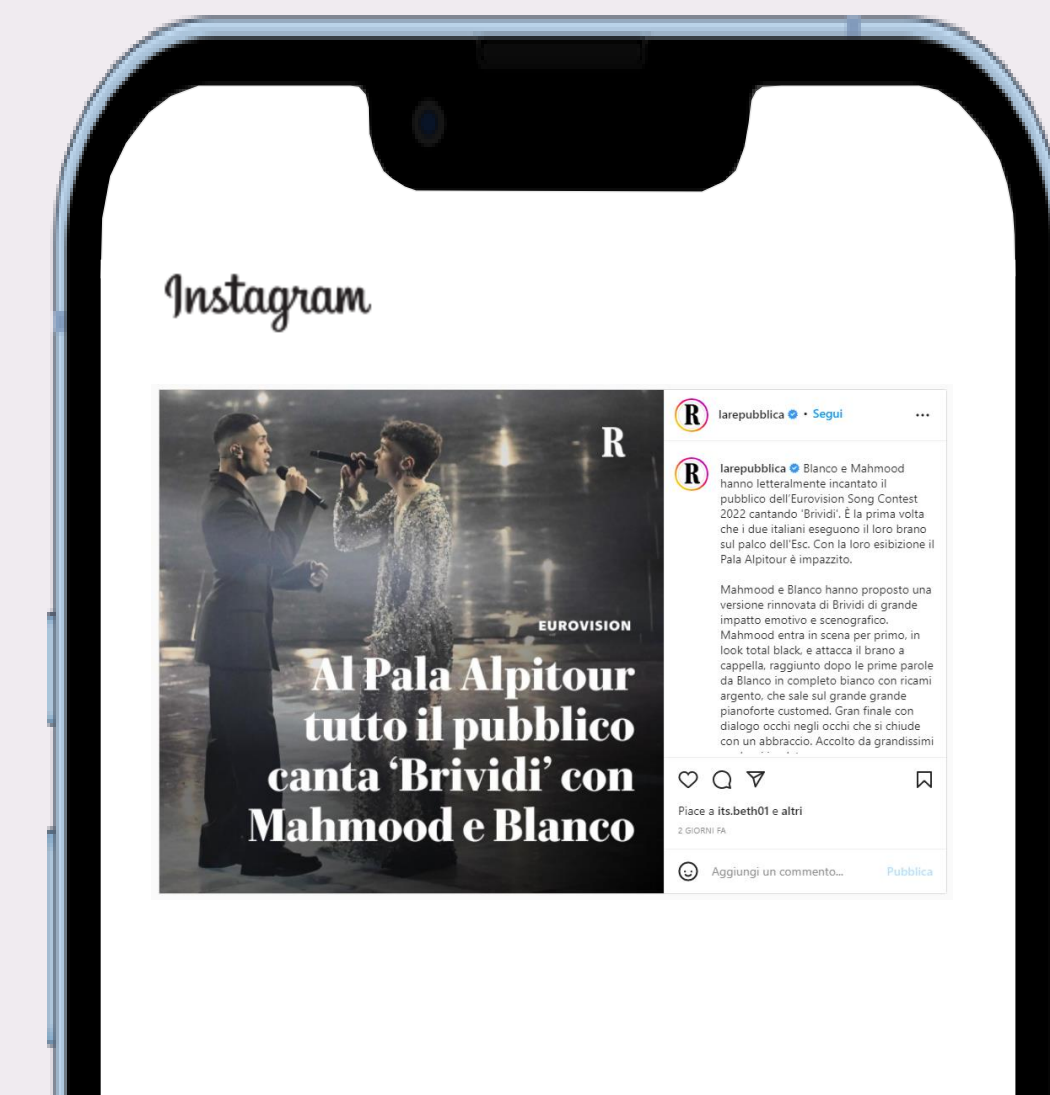 Instagram
R
EUROVISION
Al Pala Alpitour
tutto il pubblico
canta ‘Brividi’ con
Mahmood e Blanco
R
larepubblica • Segui
R
larepubblica Blanco e Mahmood
hanno letteralmente incantato il
pubblico dell'Eurovision Song Contest
2022 cantando 'Brividi'. È la prima volta
che i due italiani eseguono il loro brano
sul palco dell'Esc. Con la loro esibizione il
Pala Alpitour è impazzito.
Mahmood e Blanco hanno proposto una
versione rinnovata di Brividi di grande
impatto emotivo e scenografico.
Mahmood entra in scena per primo, in
look total black, e attacca il brano a
cappella, raggiunto dopo le prime parole
da Blanco in completo bianco con ricami
argento, che sale sul grande grande
pianoforte customed. Gran finale con
dialogo occhi negli occhi che si chiude
con un abbraccio. Accolto da grandissimi
Piace a its.beth01 e altri
2 GIORNI FA
Aggiungi un commento... Pubblica